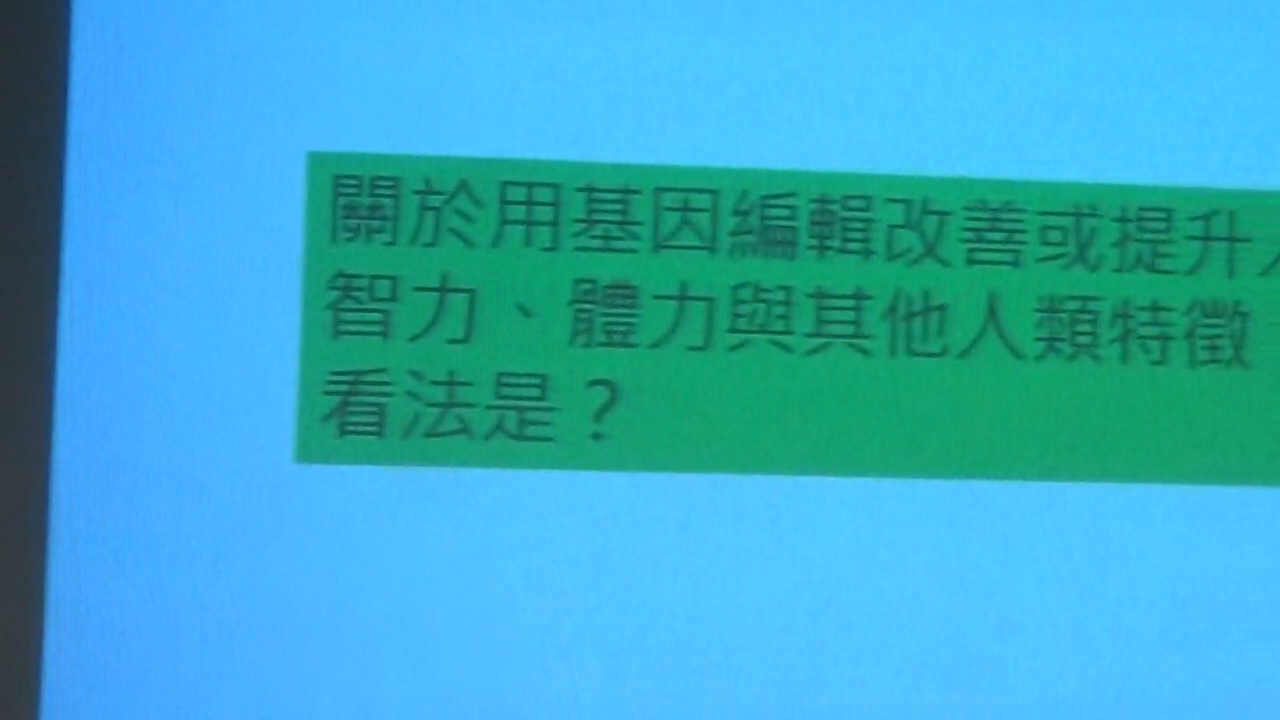 關於用基因編輯改善或提升
智力、體力與其他人類特徵
看法是？